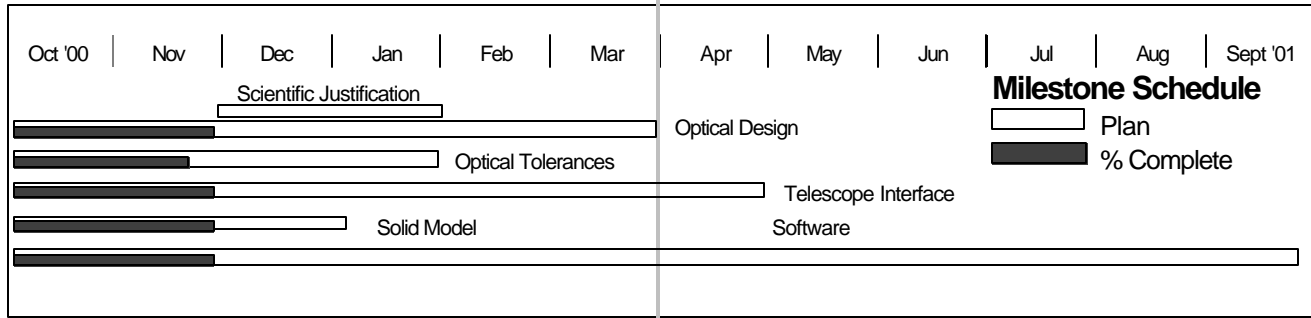 Oct '00 Nov Dec Jan Feb Mar Apr May Jun Jul Aug Sept '01
Milestone Schedule
Scientific Justification
Plan
Optical Design
% Complete
Optical Tolerances
Telescope Interface
Solid Model
Software